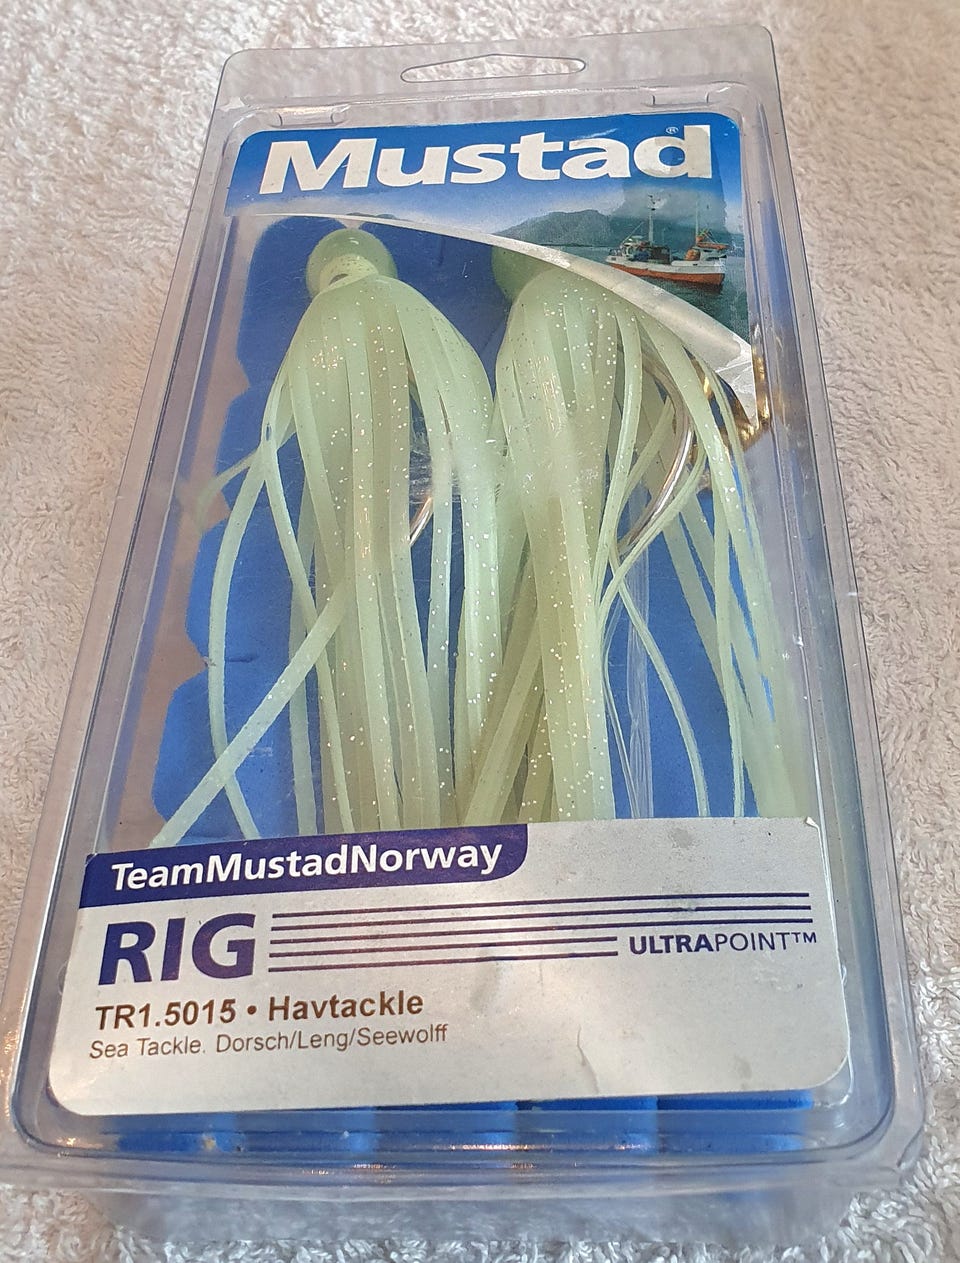 Mustad®
TeamMustadNorway
RIG
ULTRAPOINT™
TR1.5015 • Havtackle
Sea Tackle. Dorsch/Leng/Seewolff